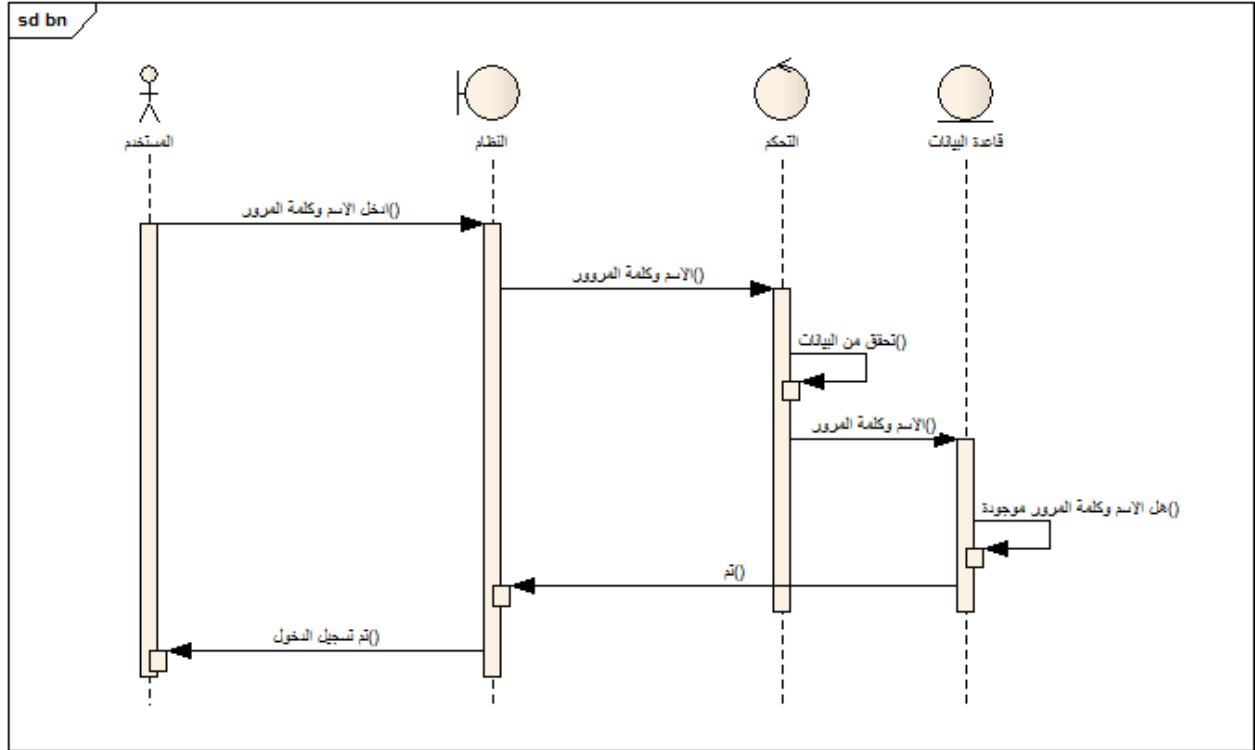 sd bn
المستخدم
النظام
التحكم
قاعدة البيانات
ادخل الاسم وكلمة المرور()
الاسم وكلمة المروور()
تحقق من البيانات()
الاسم وكلمة المرور()
هل الاسم وكلمة المرور موجودة()
تم()
تم تسجيل الدخول()